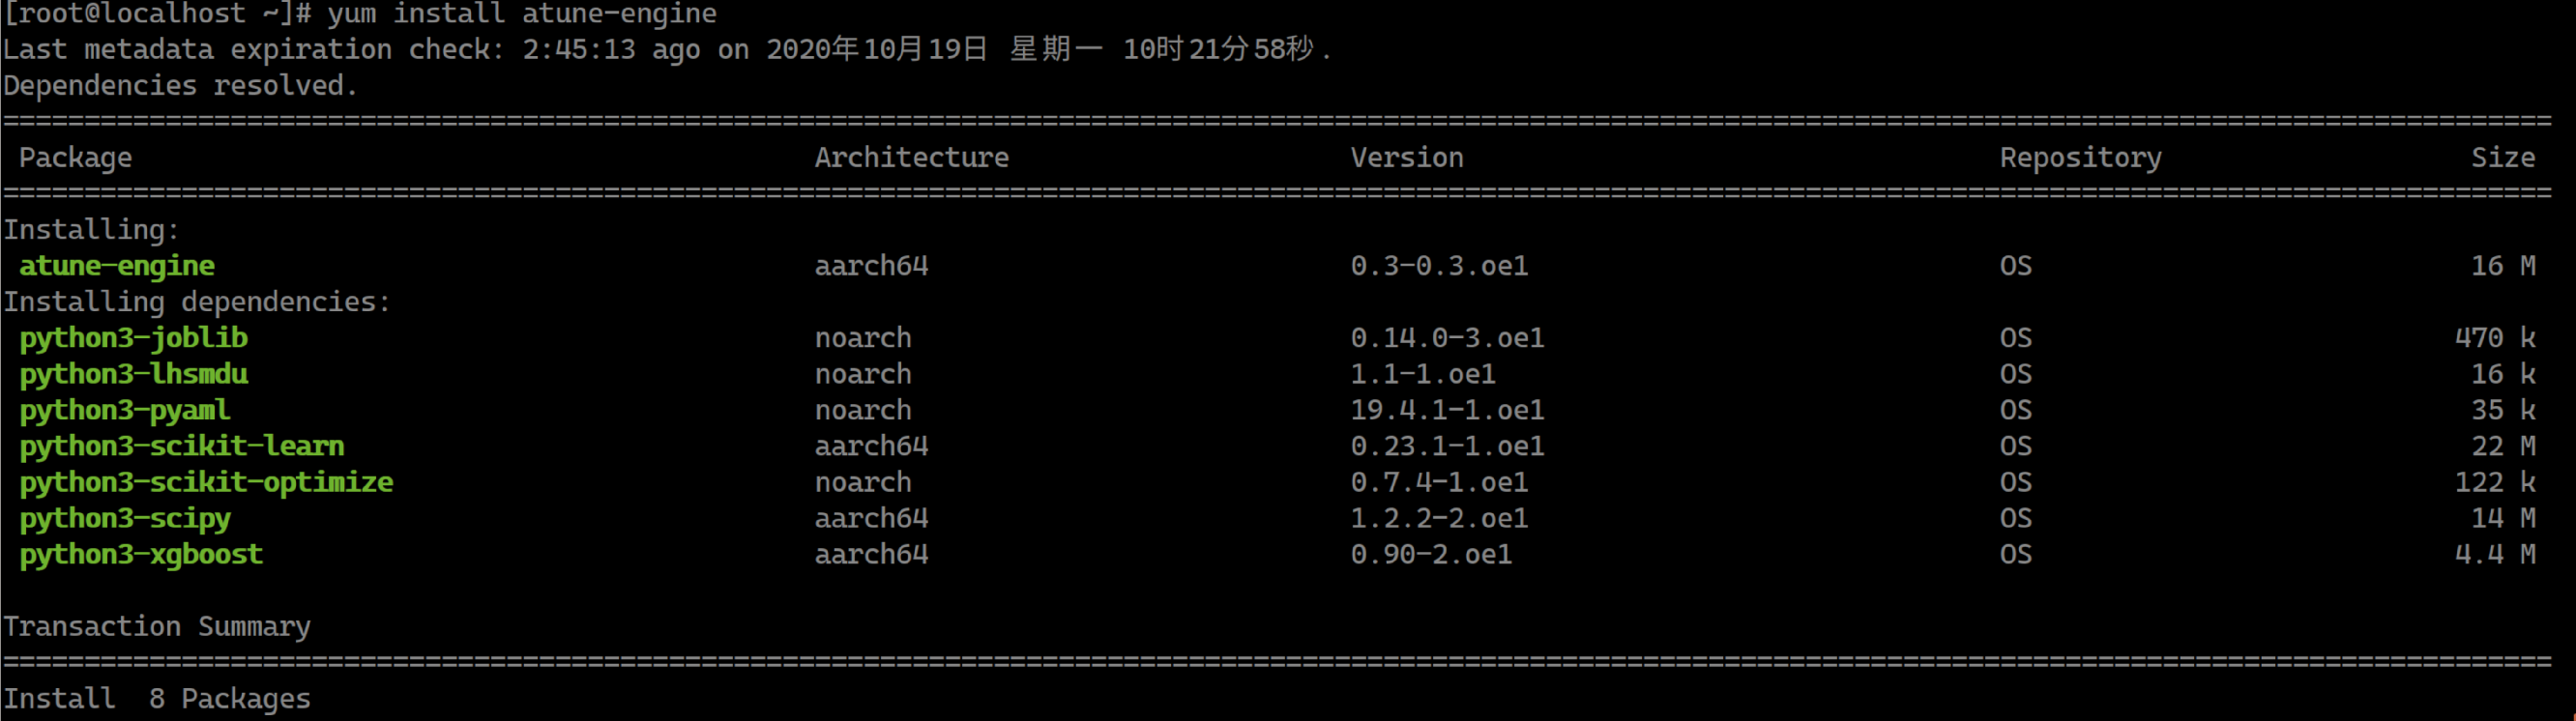 [root@localhost ~]# yum install atune-engine
Last metadata expiration check: 2:45:13 ago on 2020年10月19日 星期一 10时21分58秒.
Dependencies resolved.
================================================================================
Package Architecture Version Repository Size
================================================================================
Installing:
atune-engine aarch64 0.3-0.3.oe1 OS 16 M
Installing dependencies:
python3-joblib noarch 0.14.0-3.oe1 OS 470 k
python3-lhsmdu noarch 1.1-1.oe1 OS 16 k
python3-pyaml noarch 19.4.1-1.oe1 OS 35 k
python3-scikit-learn aarch64 0.23.1-1.oe1 OS 22 M
python3-scikit-optimize noarch 0.7.4-1.oe1 OS 122 k
python3-scipy aarch64 1.2.2-2.oe1 OS 14 M
python3-xgboost aarch64 0.90-2.oe1 OS 4.4 M
Transaction Summary
================================================================================
Install 8 Packages